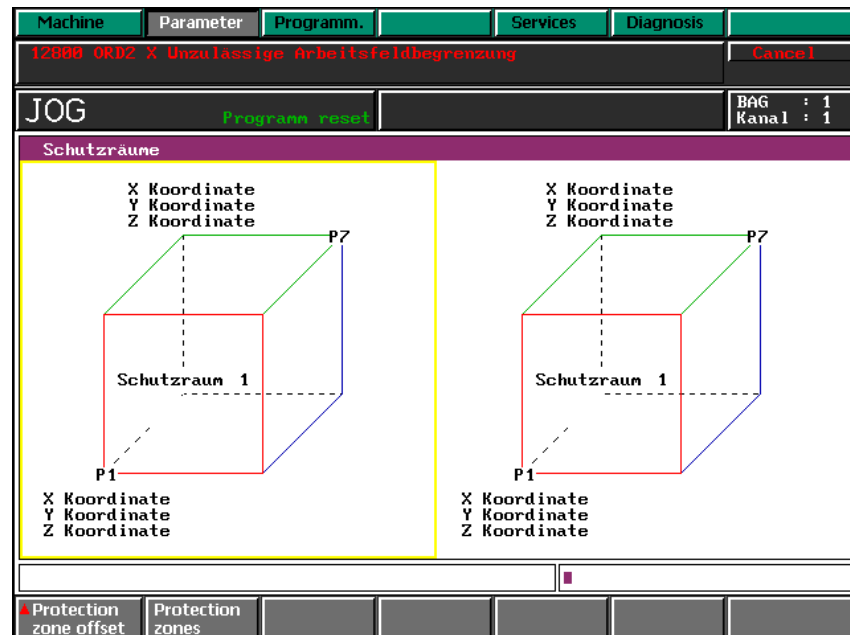 Machine Parameter Programm. Services Diagnosis
12800 ORD2 X Unzulässige Arbeitsfeldbegrenzung
Cancel
JOG
Programm reset
BAG : 1
Kanal : 1
Schutzräume
X Koordinate
Y Koordinate
Z Koordinate
P7
Schutzraum 1
P1
X Koordinate
Y Koordinate
Z Koordinate
X Koordinate
Y Koordinate
Z Koordinate
P7
Schutzraum 1
P1
X Koordinate
Y Koordinate
Z Koordinate
Protection
zone offset
Protection
zones